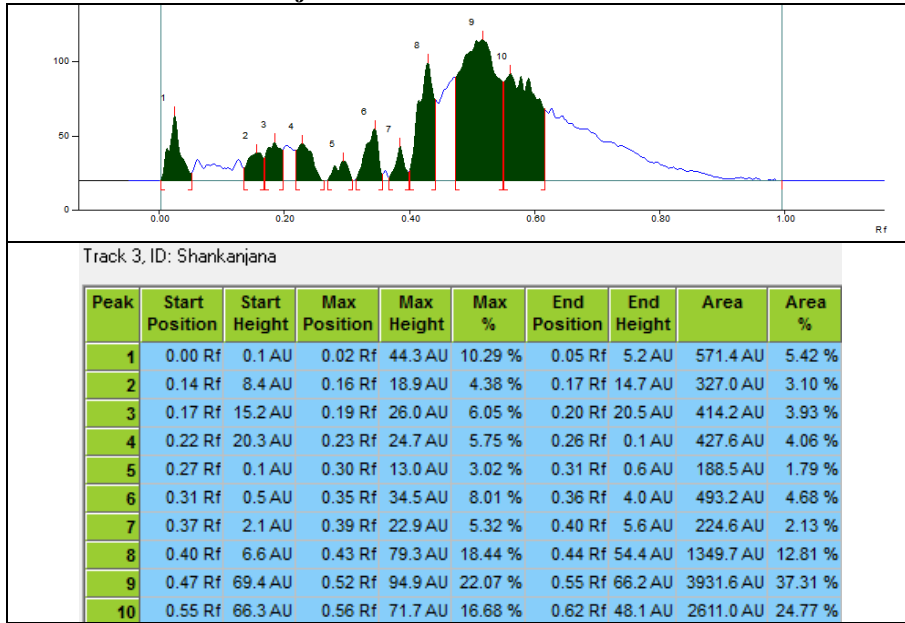 9
8
10
100
1
6
2
3
4
7
5
50
0
0.00
0.20
0.40
0.60
0.80
1.00
Rf
Track 3, ID: Shankanjana
Peak Start Position Start Height Max Position Max Height Max % End Position End Height Area Area %
1 0.00 Rf 0.1 AU 0.02 Rf 44.3 AU 10.29 % 0.05 Rf 5.2 AU 571.4 AU 5.42 %
2 0.14 Rf 8.4 AU 0.16 Rf 18.9 AU 4.38 % 0.17 Rf 14.7 AU 327.0 AU 3.10 %
3 0.17 Rf 15.2 AU 0.19 Rf 26.0 AU 6.05 % 0.20 Rf 20.5 AU 414.2 AU 3.93 %
4 0.22 Rf 20.3 AU 0.23 Rf 24.7 AU 5.75 % 0.26 Rf 0.1 AU 427.6 AU 4.06 %
5 0.27 Rf 0.1 AU 0.30 Rf 13.0 AU 3.02 % 0.31 Rf 0.6 AU 188.5 AU 1.79 %
6 0.31 Rf 0.5 AU 0.35 Rf 34.5 AU 8.01 % 0.36 Rf 4.0 AU 493.2 AU 4.68 %
7 0.37 Rf 2.1 AU 0.39 Rf 22.9 AU 5.32 % 0.40 Rf 5.6 AU 224.6 AU 2.13 %
8 0.40 Rf 6.6 AU 0.43 Rf 79.3 AU 18.44 % 0.44 Rf 54.4 AU 1349.7 AU 12.81 %
9 0.47 Rf 69.4 AU 0.52 Rf 94.9 AU 22.07 % 0.55 Rf 66.2 AU 3931.6 AU 37.31 %
10 0.55 Rf 66.3 AU 0.56 Rf 71.7 AU 16.68 % 0.62 Rf 48.1 AU 2611.0 AU 24.77 %